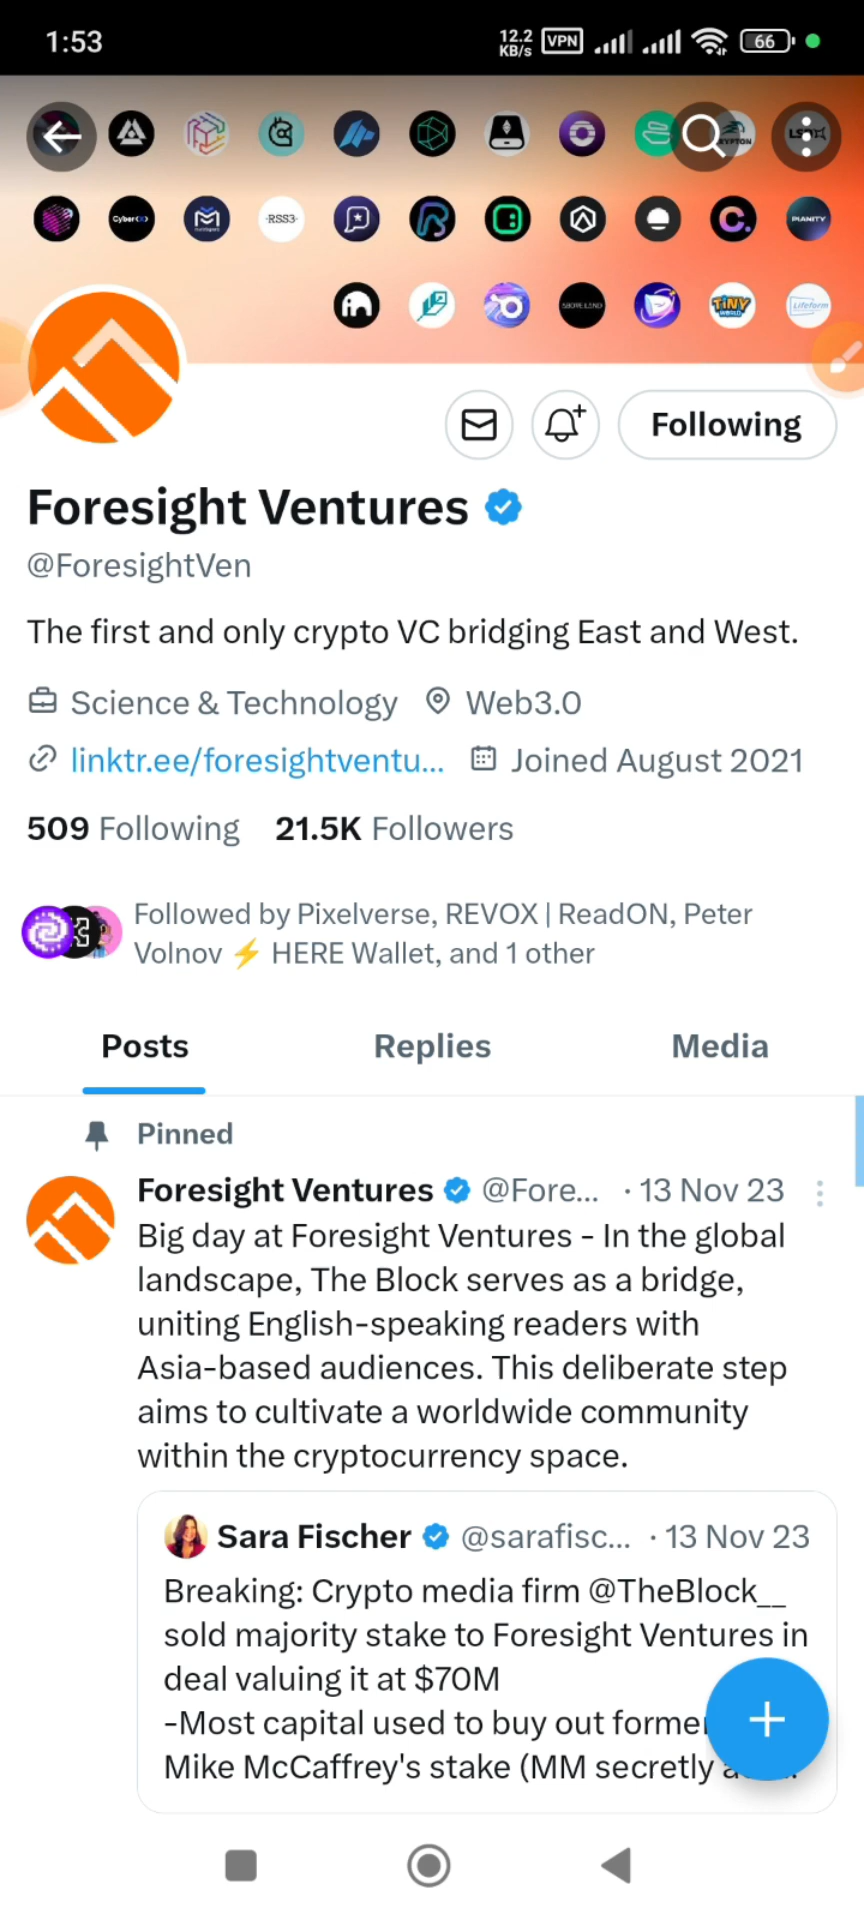 1:53
12.2 KB/s VPN 66
CyberX RSS3 C. PLANITY
TiNY WORLD Lifeform
Following
Foresight Ventures
@ForesightVen
The first and only crypto VC bridging East and West.
Science & Technology Web3.0
linktr.ee/foresightventu... Joined August 2021
509 Following 21.5K Followers
Followed by Pixelverse, REVOX | ReadON, Peter
Volnov ⚡ HERE Wallet, and 1 other
Posts Replies Media
Pinned
Foresight Ventures @Fore... · 13 Nov 23
Big day at Foresight Ventures - In the global
landscape, The Block serves as a bridge,
uniting English-speaking readers with
Asia-based audiences. This deliberate step
aims to cultivate a worldwide community
within the cryptocurrency space.
Sara Fischer @sarafisc... · 13 Nov 23
Breaking: Crypto media firm @TheBlock__
sold majority stake to Foresight Ventures in
deal valuing it at $70M
-Most capital used to buy out former
Mike McCaffrey's stake (MM secretly